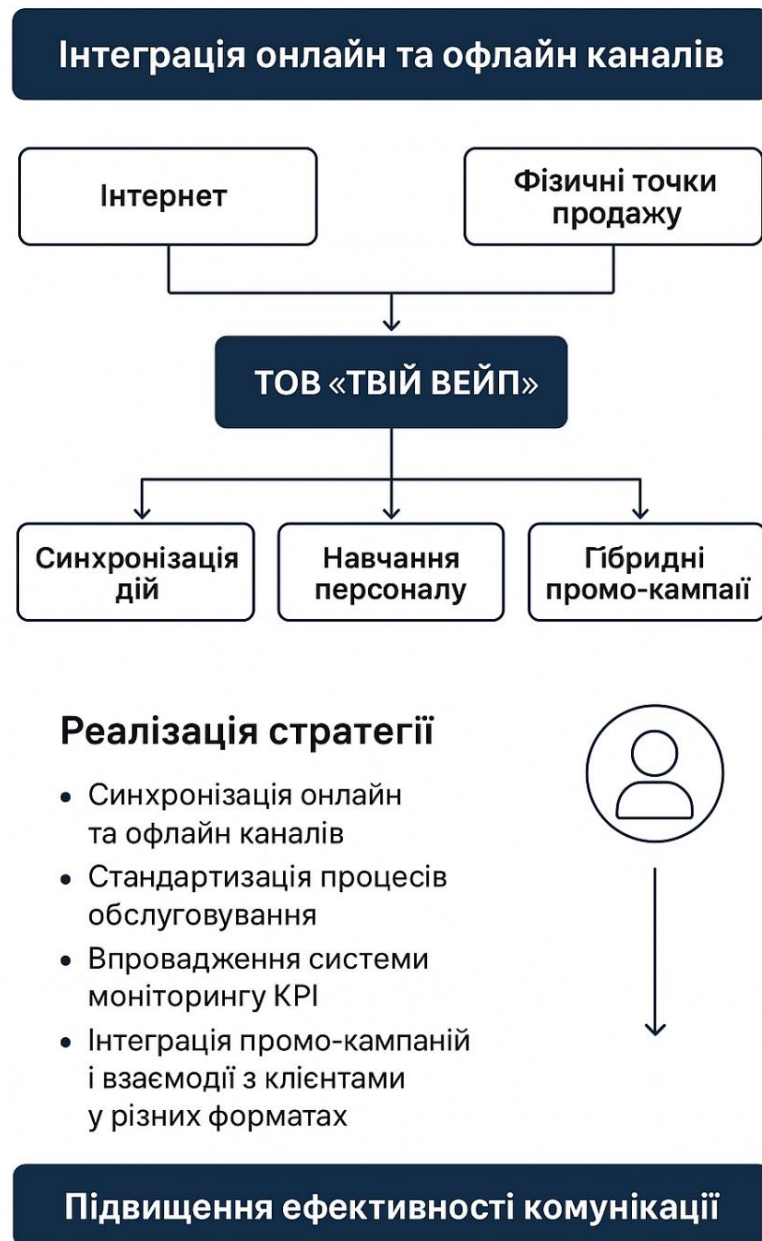 Інтеграція онлайн та офлайн каналів
Інтернет
Фізичні точки
продажу
ТОВ «ТВІЙ ВЕЙП»
Синхронізація
дій
Навчання
персоналу
Гібридні
промо-кампаії
Реалізація стратегії
• Синхронізація онлайн
та офлайн каналів
• Стандартизація процесів
обслуговування
• Впровадження системи
моніторингу KPI
• Інтеграція промо-кампаній
і взаємодії з клієнтами
у різних форматах
Підвищення ефективності комунікації